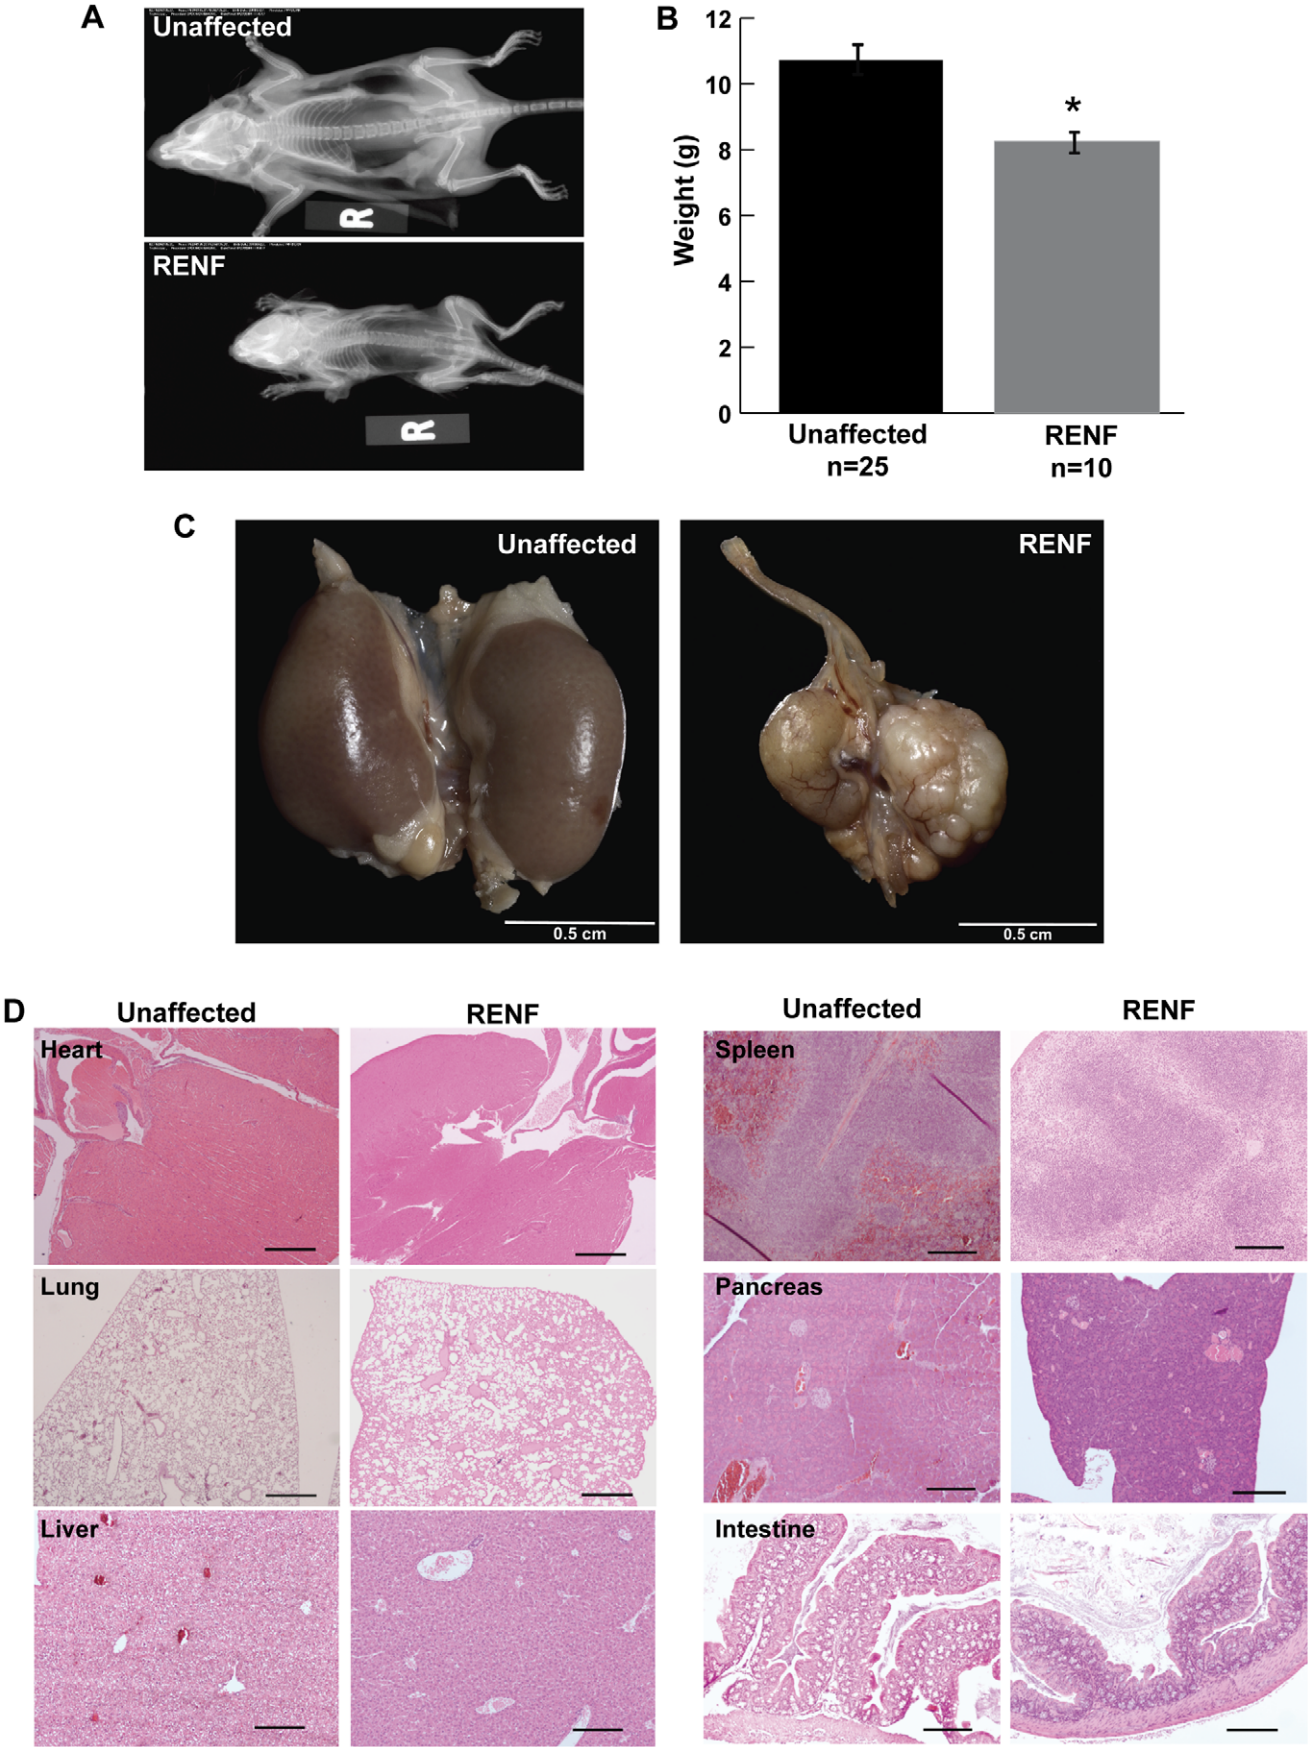 A
Unaffected
R
RENF
R
B
12
10
8
6
4
2
0
Weight (g)
*
Unaffected
n=25
RENF
n=10
C
Unaffected
0.5 cm
RENF
0.5 cm
D
Unaffected
RENF
Unaffected
RENF
Heart
Spleen
Lung
Pancreas
Liver
Intestine